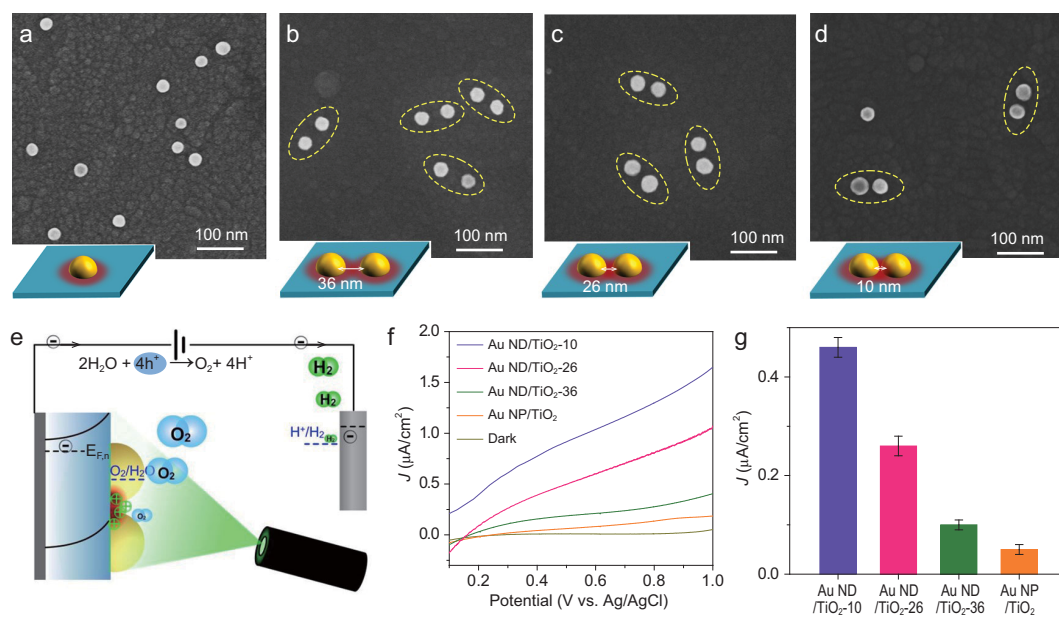 a
100 nm
b
100 nm
36 nm
c
100 nm
26 nm
d
100 nm
10 nm
e
2H₂O + 4h⁺ → O₂+ 4H⁺
H₂
H₂
H⁺/H₂
H₂
O₂
E_F,n
O₂/H₂O
O₂
O₂
f
2.0
1.5
1.0
0.5
0.0
J (μA/cm²)
Au ND/TiO₂-10
Au ND/TiO₂-26
Au ND/TiO₂-36
Au NP/TiO₂
Dark
0.2 0.4 0.6 0.8 1.0
Potential (V vs. Ag/AgCl)
g
0.4
0.2
0.0
J (μA/cm²)
Au ND
/TiO₂-10
Au ND
/TiO₂-26
Au ND
/TiO₂-36
Au NP
/TiO₂